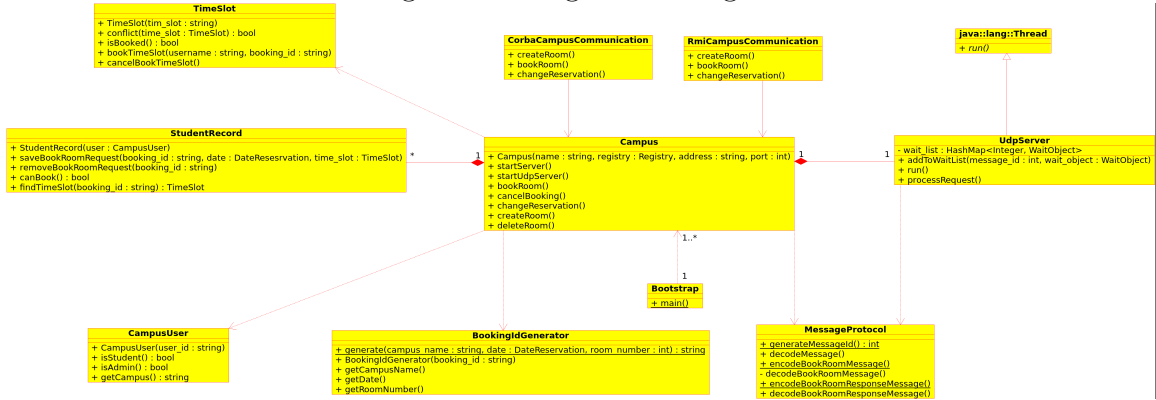 TimeSlot
+ TimeSlot(tim_slot : string)
+ conflict(time_slot : TimeSlot) : bool
+ isBooked() : bool
+ bookTimeSlot(username : string, booking_id : string)
+ cancelBookTimeSlot()
CorbaCampusCommunication
+ createRoom()
+ bookRoom()
+ changeReservation()
RmiCampusCommunication
+ createRoom()
+ bookRoom()
+ changeReservation()
java::lang::Thread
+ run()
StudentRecord
+ StudentRecord(user : CampusUser)
+ saveBookRoomRequest(booking_id : string, date : DateResesrvation, time_slot : TimeSlot)
+ removeBookRoomRequest(booking_id : string)
+ canBook() : bool
+ findTimeSlot(booking_id : string) : TimeSlot
*
1
Campus
+ Campus(name : string, registry : Registry, address : string, port : int)
+ startServer()
+ startUdpServer()
+ bookRoom()
+ cancelBooking()
+ changeReservation()
+ createRoom()
+ deleteRoom()
1
1
UdpServer
- wait_list : HashMap<Integer, WaitObject>
+ addToWaitList(message_id : int, wait_object : WaitObject)
+ run()
+ processRequest()
1..*
1
Bootstrap
+ main()
CampusUser
+ CampusUser(user_id : string)
+ isStudent() : bool
+ isAdmin() : bool
+ getCampus() : string
BookingIdGenerator
+ generate(campus_name : string, date : DateReservation, room_number : int) : string
+ BookingIdGenerator(booking_id : string)
+ getCampusName()
+ getDate()
+ getRoomNumber()
MessageProtocol
+ generateMessageId() : int
+ decodeMessage()
+ encodeBookRoomMessage()
- decodeBookRoomMessage()
+ encodeBookRoomResponseMessage()
+ decodeBookRoomResponseMessage()